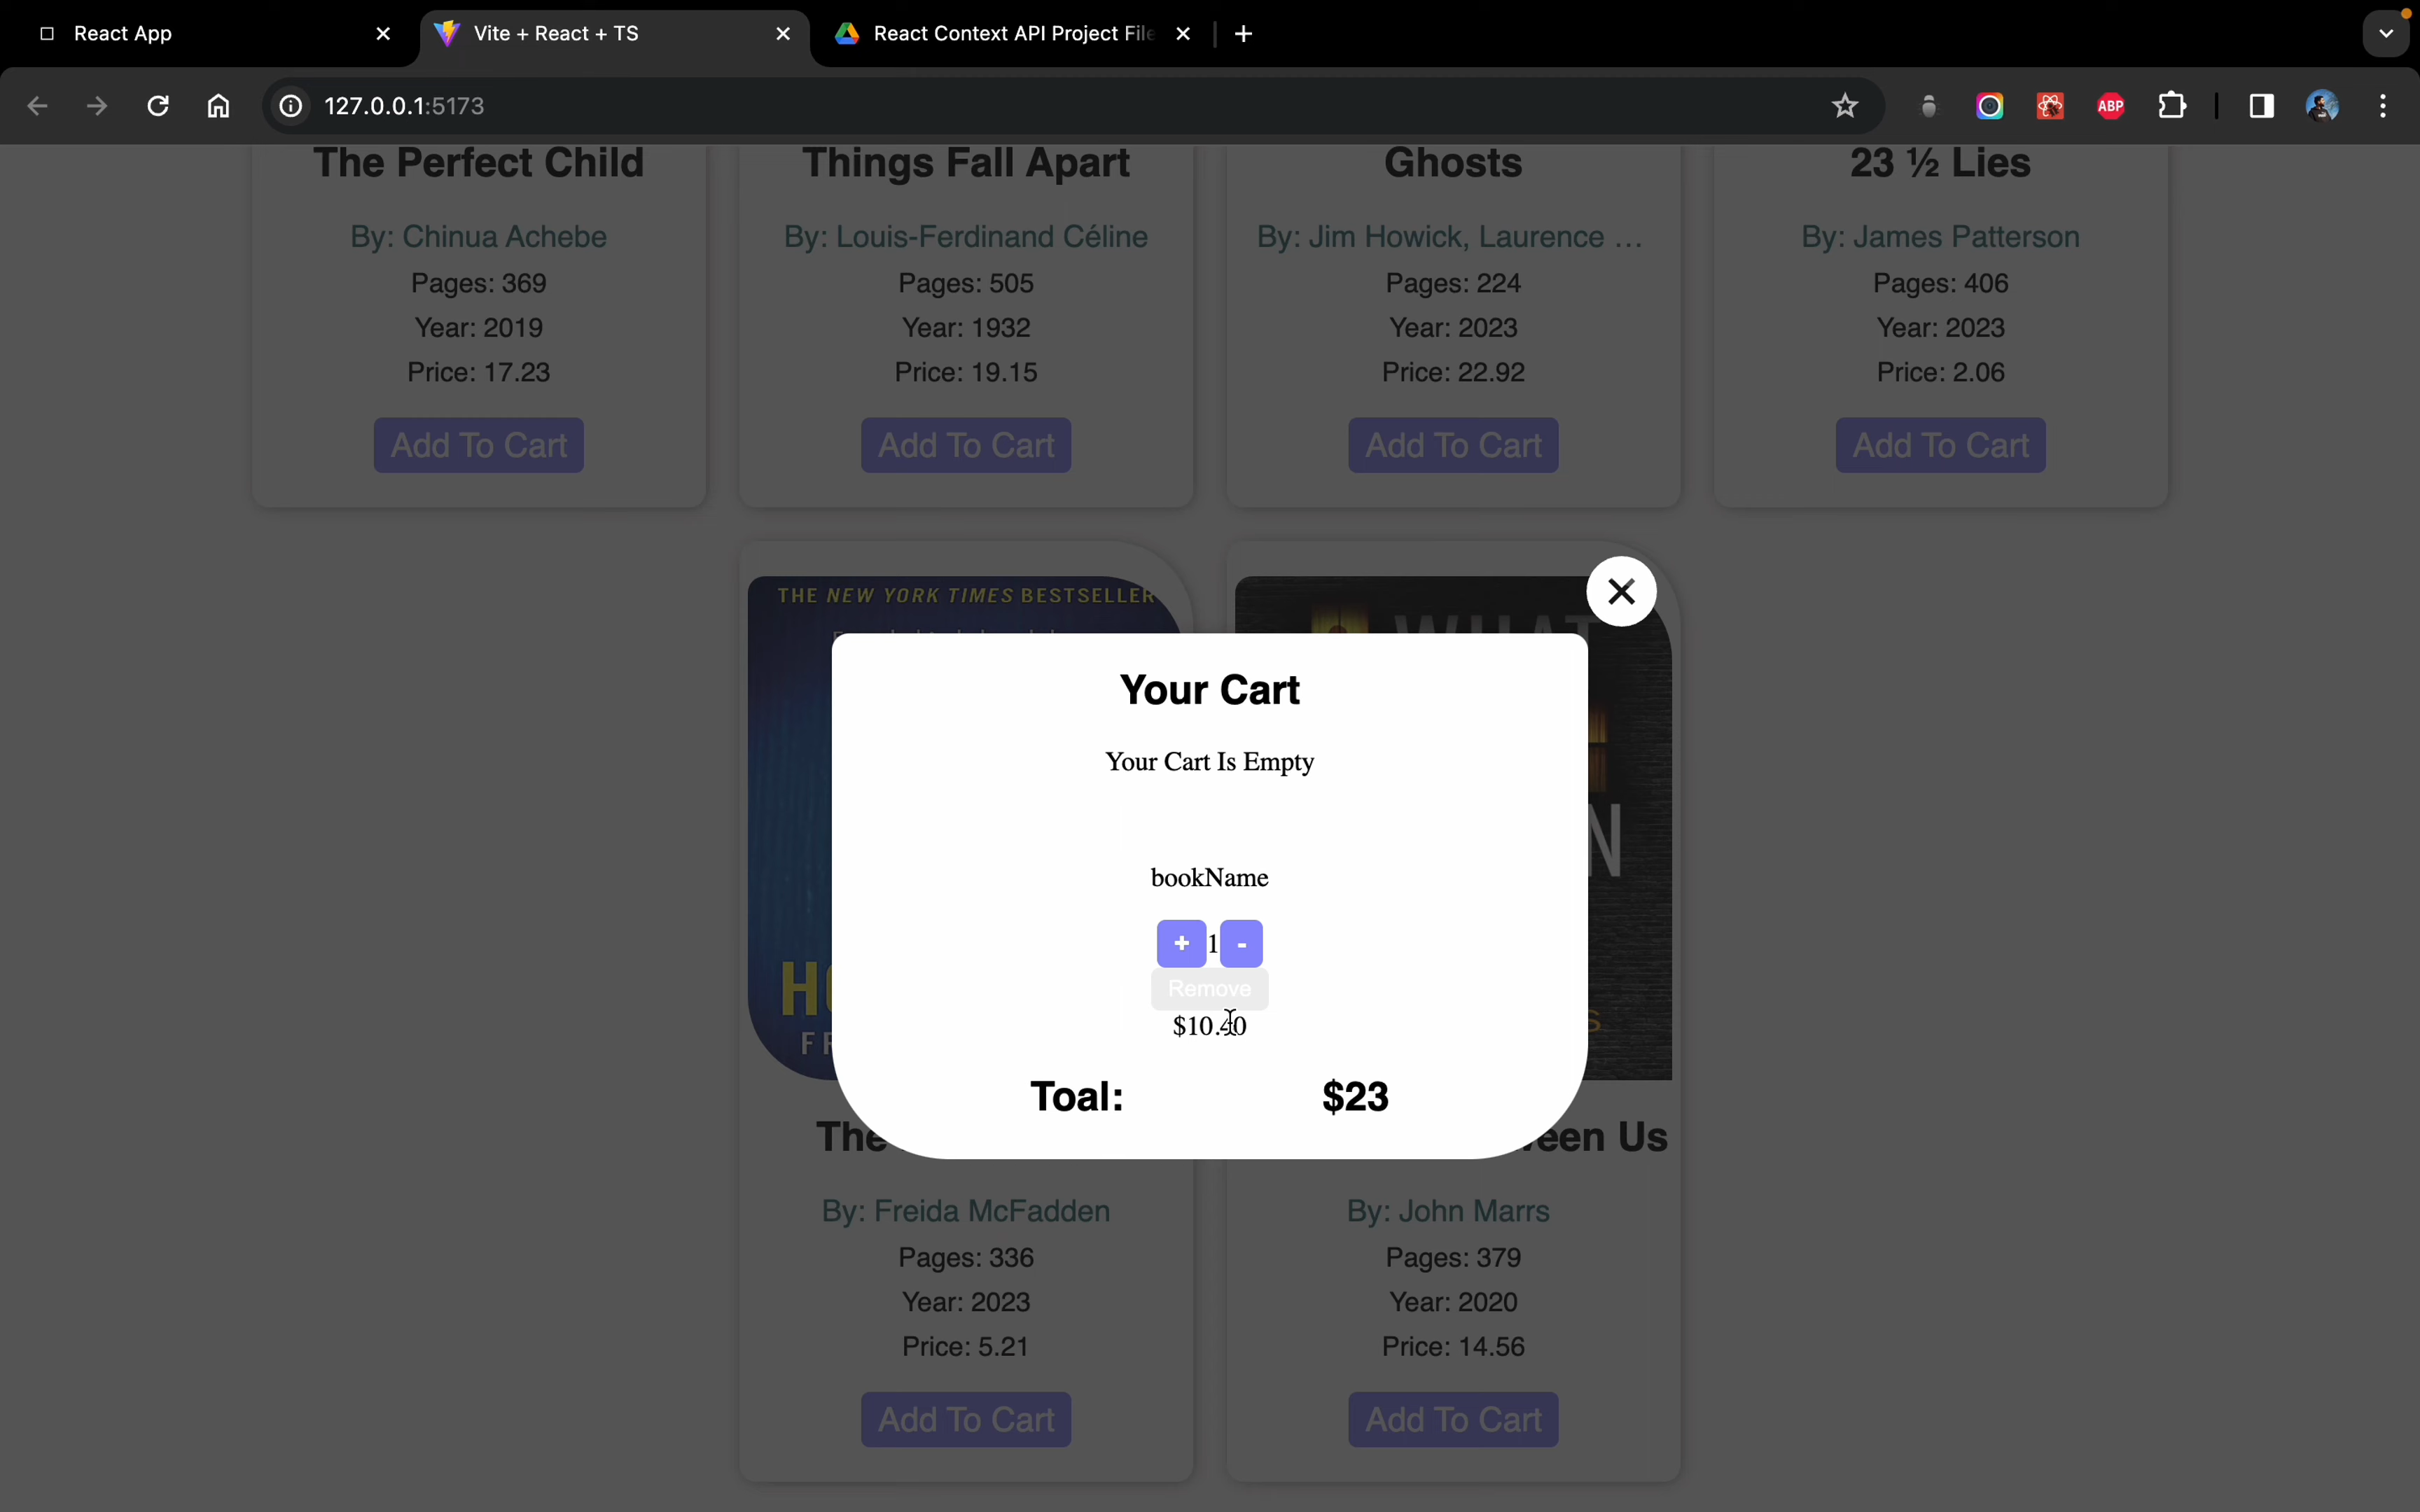 React App
Vite + React + TS
React Context API Project File
127.0.0.1:5173
ABP
The Perfect Child
Things Fall Apart
Ghosts
23 ½ Lies
By: Chinua Achebe
By: Louis-Ferdinand Céline
By: Jim Howick, Laurence ...
By: James Patterson
Pages: 369
Pages: 505
Pages: 224
Pages: 406
Year: 2019
Year: 1932
Year: 2023
Year: 2023
Price: 17.23
Price: 19.15
Price: 22.92
Price: 2.06
Add To Cart
Add To Cart
Add To Cart
Add To Cart
THE NEW YORK TIMES BESTSELLER
Your Cart
Your Cart Is Empty
bookName
+ 1 -
Remove
$10.40
Toal: $23
The
een Us
By: Freida McFadden
By: John Marrs
Pages: 336
Pages: 379
Year: 2023
Year: 2020
Price: 5.21
Price: 14.56
Add To Cart
Add To Cart